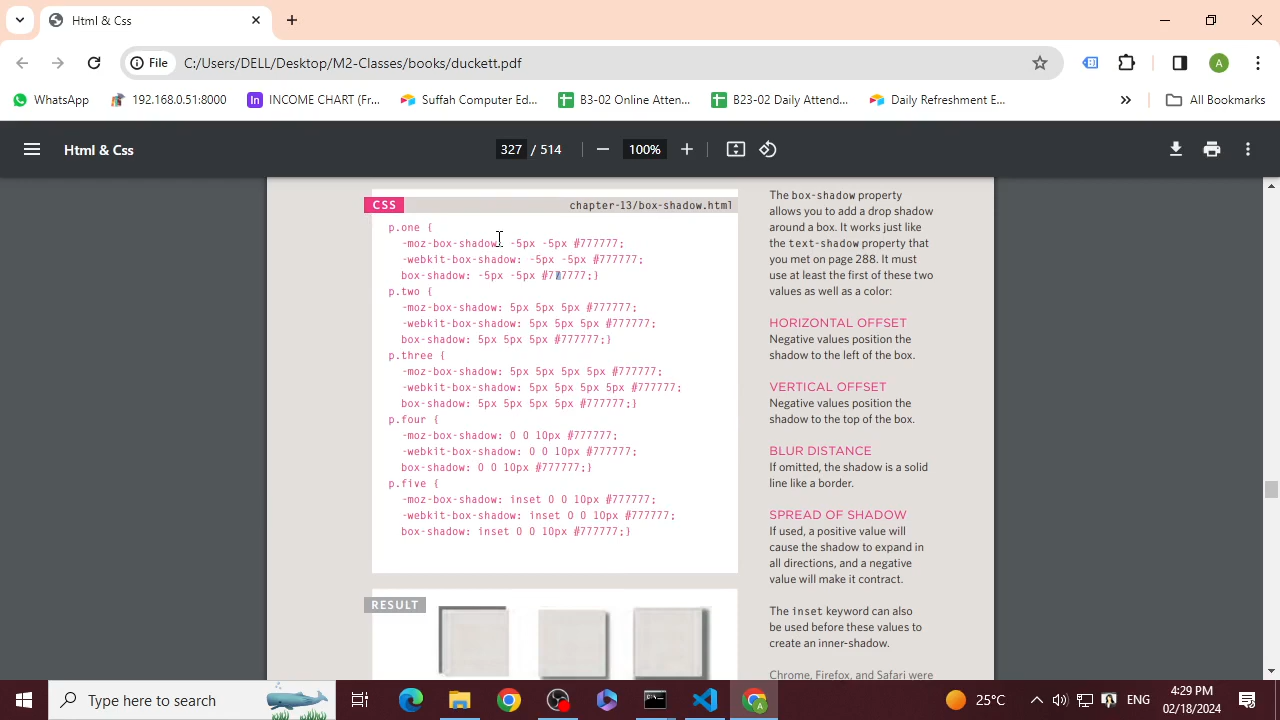 Html & Css
File
C:/Users/DELL/Desktop/M2-Classes/books/duckett.pdf
A
WhatsApp
192.168.0.51:8000
INCOME CHART (Fr...
Suffah Computer Ed...
B3-02 Online Atten...
B23-02 Daily Attend...
Daily Refreshment E...
»
All Bookmarks
Html & Css
327 / 514
100%
CSS
chapter-13/box-shadow.html
p.one {
-moz-box-shadow: -5px -5px #777777;
-webkit-box-shadow: -5px -5px #777777;
box-shadow: -5px -5px #777777;}
p.two {
-moz-box-shadow: 5px 5px 5px #777777;
-webkit-box-shadow: 5px 5px 5px #777777;
box-shadow: 5px 5px 5px #777777;}
p.three {
-moz-box-shadow: 5px 5px 5px 5px #777777;
-webkit-box-shadow: 5px 5px 5px 5px #777777;
box-shadow: 5px 5px 5px 5px #777777;}
p.four {
-moz-box-shadow: 0 0 10px #777777;
-webkit-box-shadow: 0 0 10px #777777;
box-shadow: 0 0 10px #777777;}
p.five {
-moz-box-shadow: inset 0 0 10px #777777;
-webkit-box-shadow: inset 0 0 10px #777777;
box-shadow: inset 0 0 10px #777777;}
RESULT
The box-shadow property
allows you to add a drop shadow
around a box. It works just like
the text-shadow property that
you met on page 288. It must
use at least the first of these two
values as well as a color:
HORIZONTAL OFFSET
Negative values position the
shadow to the left of the box.
VERTICAL OFFSET
Negative values position the
shadow to the top of the box.
BLUR DISTANCE
If omitted, the shadow is a solid
line like a border.
SPREAD OF SHADOW
If used, a positive value will
cause the shadow to expand in
all directions, and a negative
value will make it contract.
The inset keyword can also
be used before these values to
create an inner-shadow.
Chrome, Firefox, and Safari were
Type here to search
25°C
ENG
4:29 PM
02/18/2024